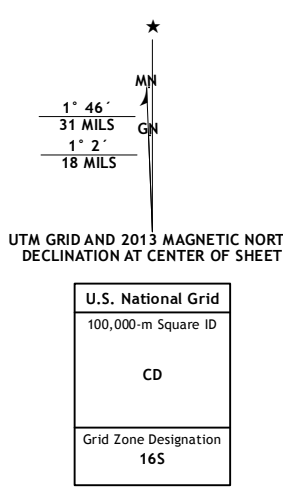 MN
1° 46´
31 MILS
GN
1° 2´
18 MILS
UTM GRID AND 2013 MAGNETIC NORT
DECLINATION AT CENTER OF SHEET
U.S. National Grid
100,000-m Square ID
CD
Grid Zone Designation
16S